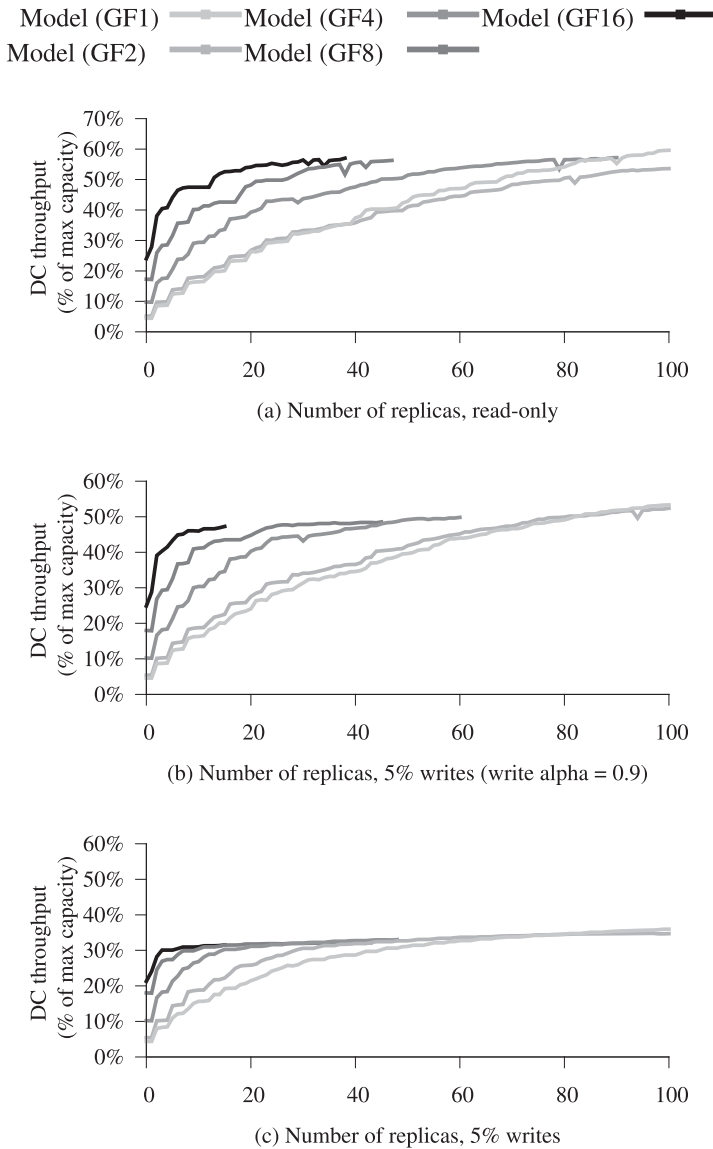 Model (GF1) Model (GF4) Model (GF16)
Model (GF2) Model (GF8)
DC throughput
(% of max capacity)
70%
60%
50%
40%
30%
20%
10%
0%
0 20 40 60 80 100
(a) Number of replicas, read-only
DC throughput
(% of max capacity)
60%
50%
40%
30%
20%
10%
0%
0 20 40 60 80 100
(b) Number of replicas, 5% writes (write alpha = 0.9)
DC throughput
(% of max capacity)
60%
50%
40%
30%
20%
10%
0%
0 20 40 60 80 100
(c) Number of replicas, 5% writes